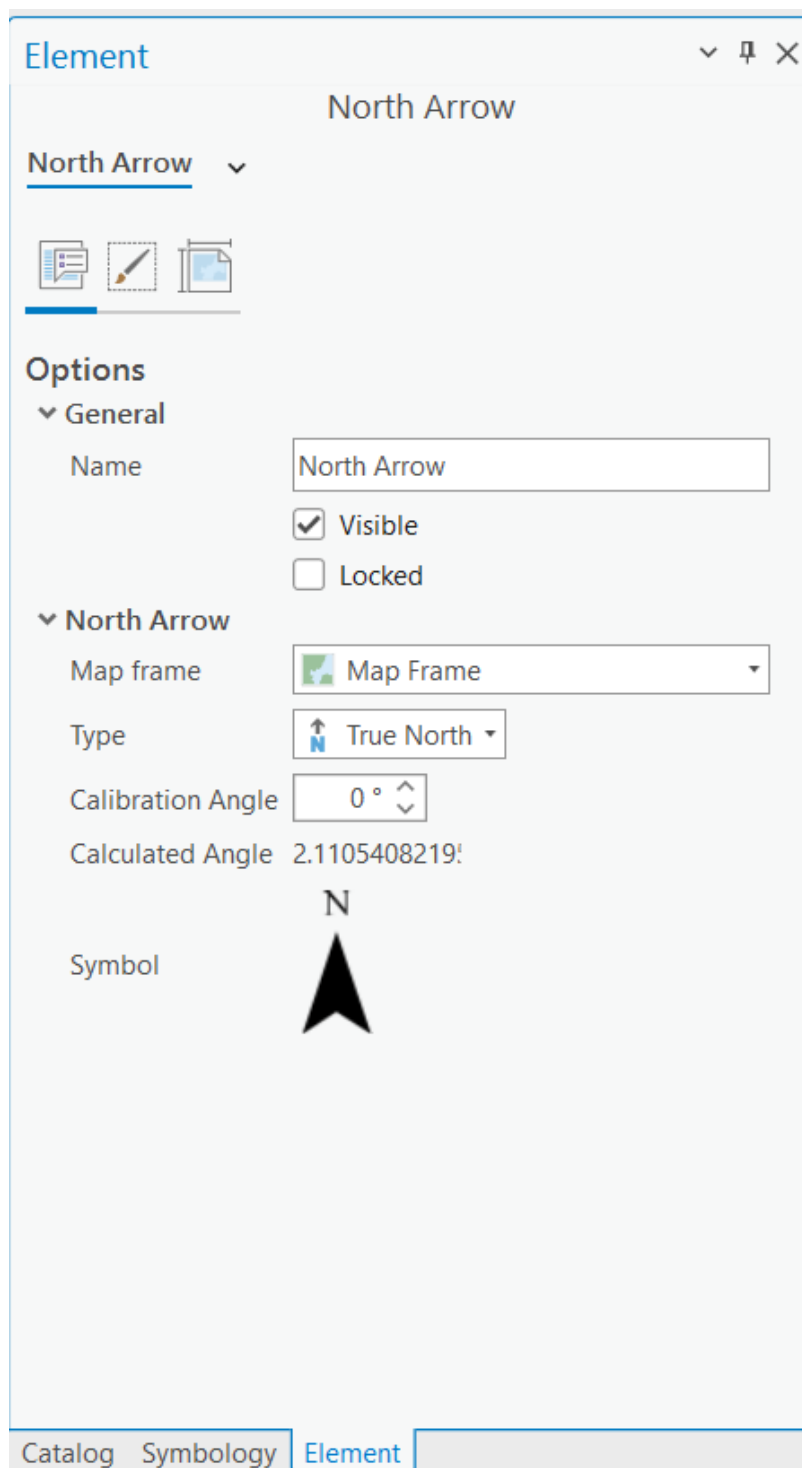 Element
North Arrow
North Arrow
Options
General
Name North Arrow
Visible
Locked
North Arrow
Map frame Map Frame
Type N True North
Calibration Angle 0 °
Calculated Angle 2.1105408219
N
Symbol
Catalog Symbology Element